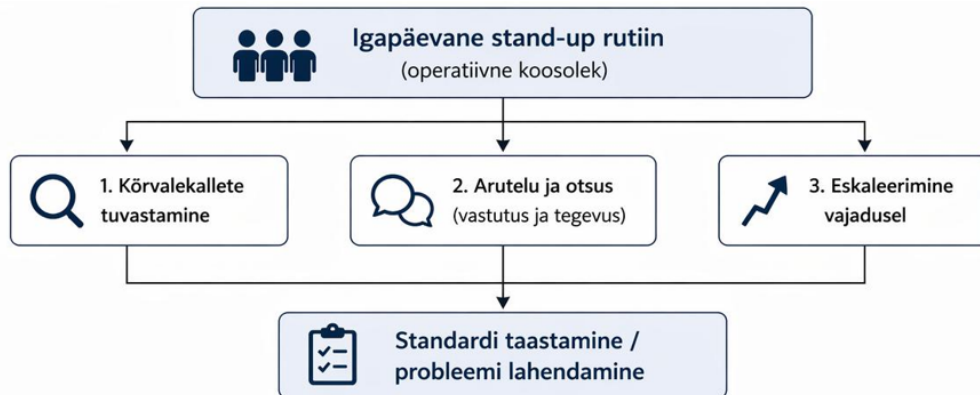 Igapäevane stand-up rutiin
(operatiivne koosolek)
1. Kõrvalekallete
tuvastamine
2. Arutelu ja otsus
(vastutus ja tegevus)
3. Eskaleerimine
vajadusel
Standardi taastamine /
probleemi lahendamine